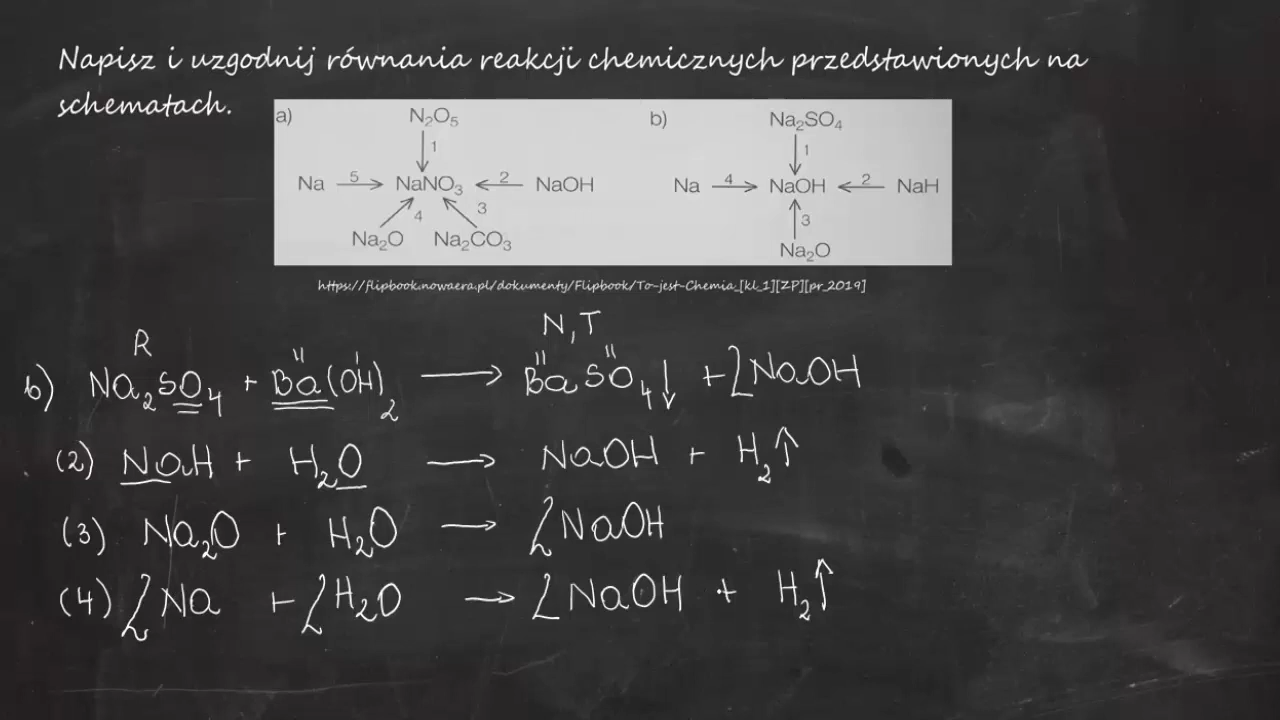 Napisz i uzgodnij równania reakcji chemicznych przedstawionych na
schematach.
a) N₂O₅ b) Na₂SO₄
1 1
Na 5 NaNO₃ 2 NaOH Na 4 NaOH 2 NaH
4 3 3
Na₂O Na₂CO₃ Na₂O
https://flipbook.nowaera.pl/dokumenty/Flipbook/To-jest-Chemia_[kl_1][ZP][pr_2019]
R N,T
II I II II
b) Na₂SO₄ + Ba(OH)₂ → BaSO₄↓ + 2NaOH
(2) NaH + H₂O → NaOH + H₂↑
(3) Na₂O + H₂O → 2NaOH
(4) 2Na + 2H₂O → 2NaOH + H₂↑